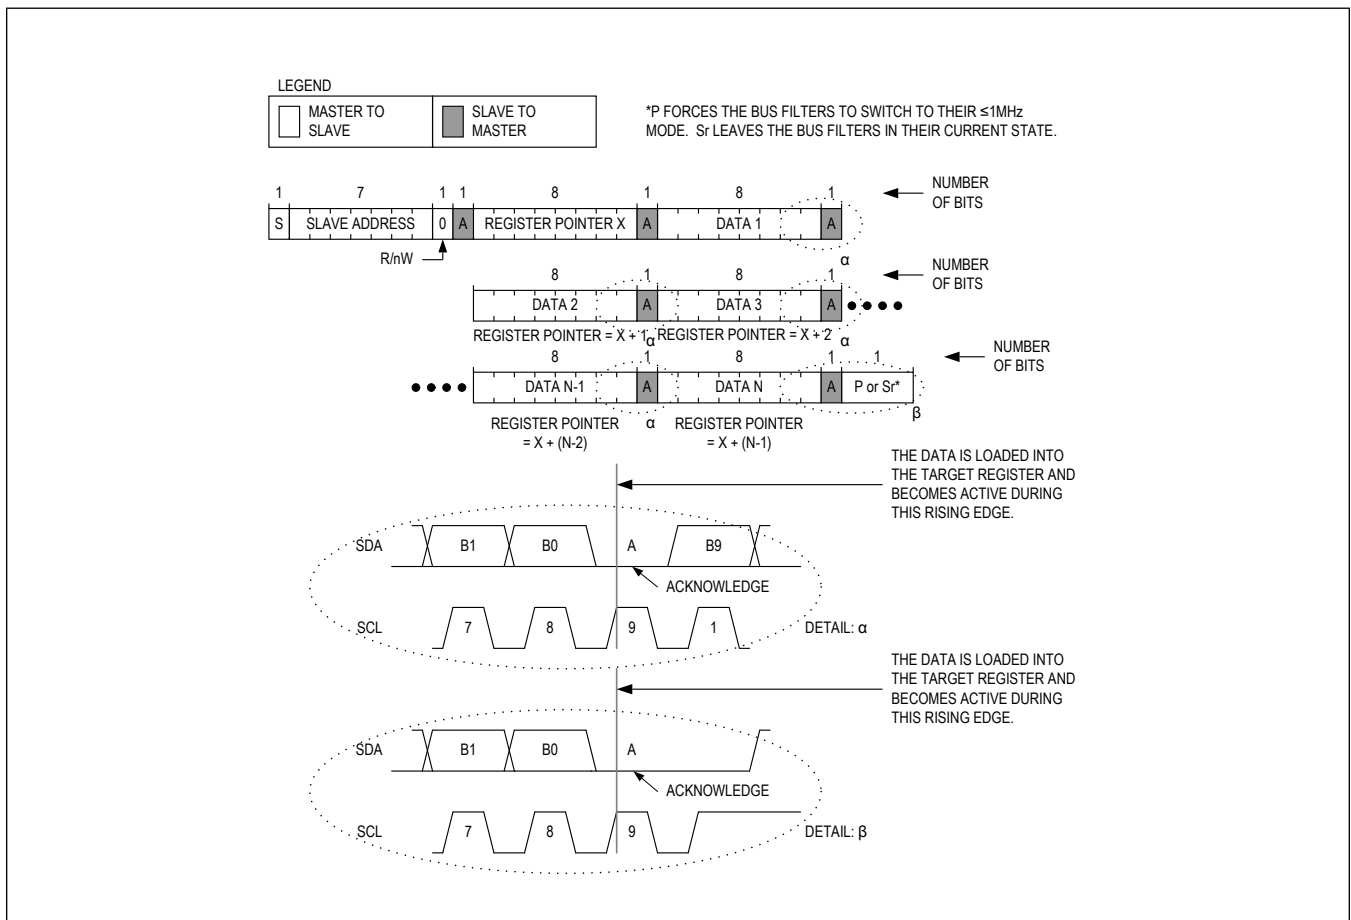 LEGEND
MASTER TO
SLAVE
SLAVE TO
MASTER
*P FORCES THE BUS FILTERS TO SWITCH TO THEIR ≤1MHz
MODE. Sr LEAVES THE BUS FILTERS IN THEIR CURRENT STATE.
1 7 1 1 8 1 8 1
NUMBER
OF BITS
S SLAVE ADDRESS 0 A REGISTER POINTER X A DATA 1 A
R/nW
α
8 1 8 1
NUMBER
OF BITS
DATA 2 A DATA 3 A
REGISTER POINTER = X + 1 α REGISTER POINTER = X + 2 α
8 1 8 1 1
NUMBER
OF BITS
DATA N-1 A DATA N A P or Sr*
β
REGISTER POINTER
= X + (N-2)
α
REGISTER POINTER
= X + (N-1)
THE DATA IS LOADED INTO
THE TARGET REGISTER AND
BECOMES ACTIVE DURING
THIS RISING EDGE.
SDA B1 B0 A B9
ACKNOWLEDGE
SCL 7 8 9 1 DETAIL: α
THE DATA IS LOADED INTO
THE TARGET REGISTER AND
BECOMES ACTIVE DURING
THIS RISING EDGE.
SDA B1 B0 A
ACKNOWLEDGE
SCL 7 8 9 DETAIL: β